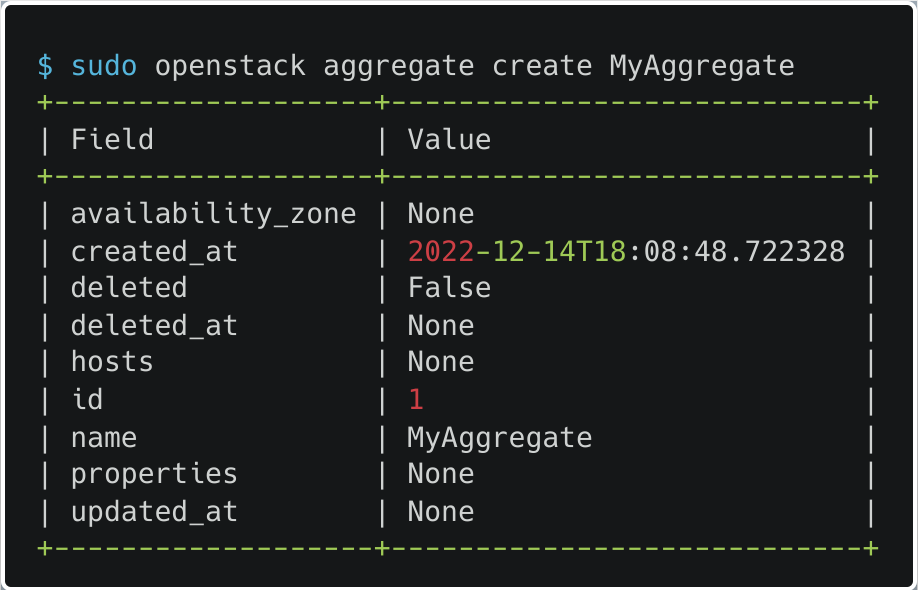 $ sudo openstack aggregate create MyAggregate
+-------------------+----------------------------+
| Field             | Value                      |
+-------------------+----------------------------+
| availability_zone | None                       |
| created_at        | 2022-12-14T18:08:48.722328 |
| deleted           | False                      |
| deleted_at        | None                       |
| hosts             | None                       |
| id                | 1                          |
| name              | MyAggregate                |
| properties        | None                       |
| updated_at        | None                       |
+-------------------+----------------------------+